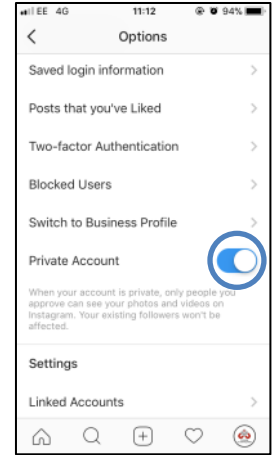 EE 4G 11:12 94%
Options
Saved login information
Posts that you've Liked
Two-factor Authentication
Blocked Users
Switch to Business Profile
Private Account
When your account is private, only people you
approve can see your photos and videos on
Instagram. Your existing followers won't be
affected.
Settings
Linked Accounts